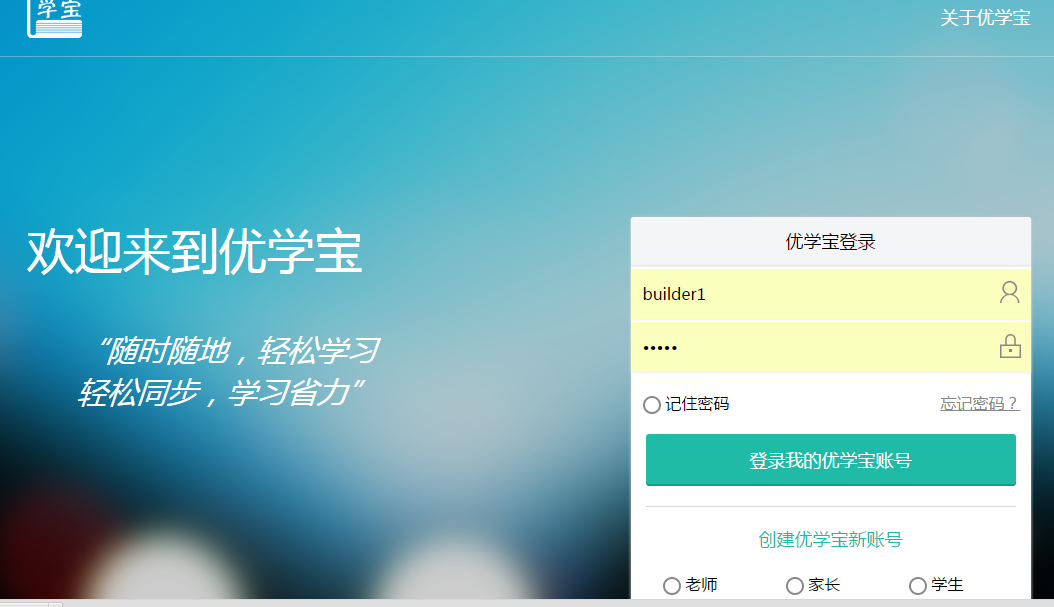 学宝
关于优学宝
欢迎来到优学宝
“随时随地，轻松学习
轻松同步，学习省力”
优学宝登录
builder1
•••••
记住密码
忘记密码？
登录我的优学宝账号
创建优学宝新账号
老师
家长
学生